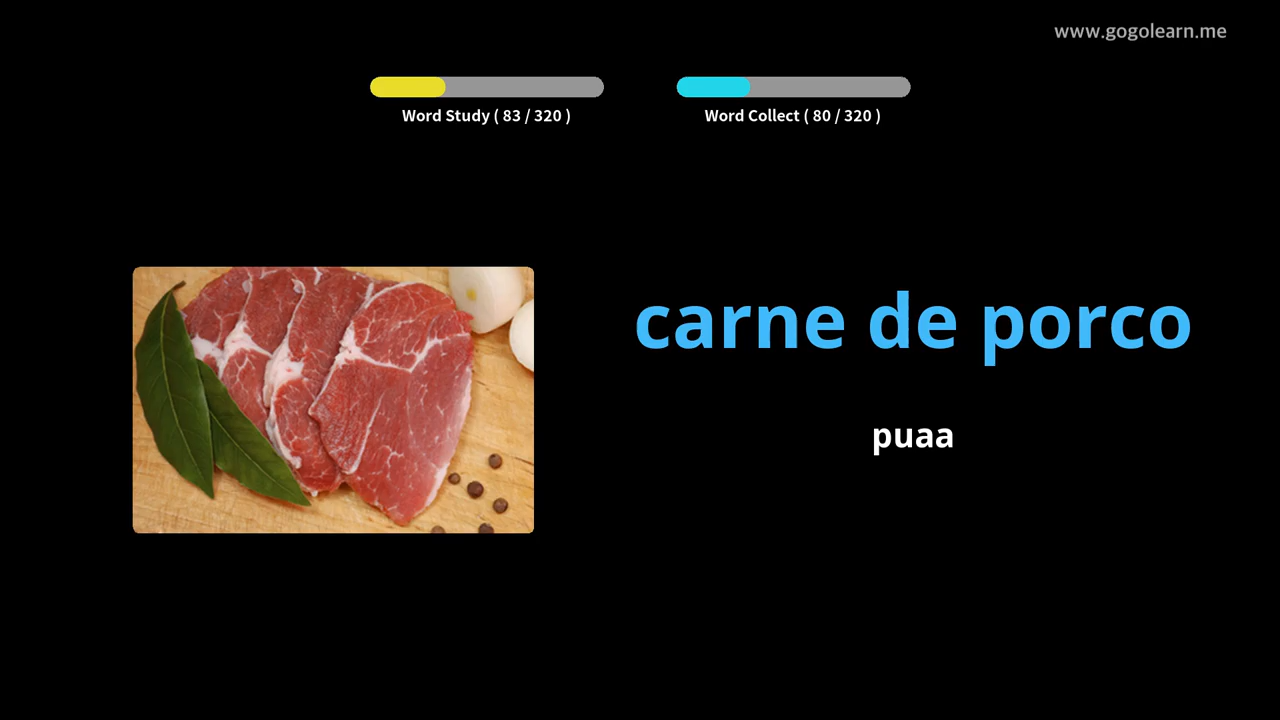 www.gogolearn.me
Word Study ( 83 / 320 )
Word Collect ( 80 / 320 )
carne de porco
puaa